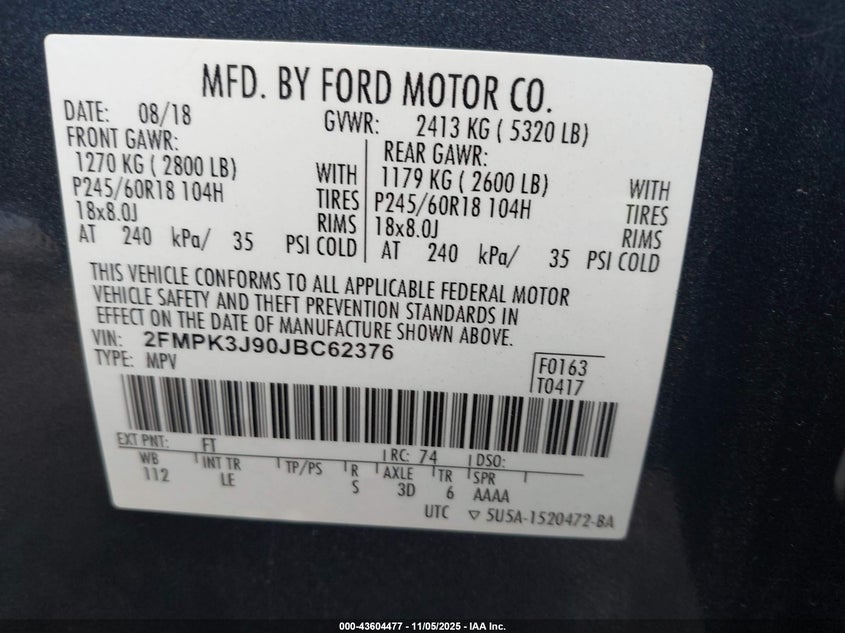 MFD. BY FORD MOTOR CO.
DATE: 08/18 GVWR: 2413 KG ( 5320 LB)
FRONT GAWR: REAR GAWR:
1270 KG ( 2800 LB) WITH 1179 KG ( 2600 LB) WITH
P245/60R18 104H TIRES P245/60R18 104H TIRES
18x8.0J RIMS 18x8.0J RIMS
AT 240 kPa/ 35 PSI COLD AT 240 kPa/ 35 PSI COLD
THIS VEHICLE CONFORMS TO ALL APPLICABLE FEDERAL MOTOR
VEHICLE SAFETY AND THEFT PREVENTION STANDARDS IN
EFFECT ON THE DATE OF MANUFACTURE SHOWN ABOVE.
VIN: 2FMPK3J90JBC62376
TYPE: MPV F0163
T0417
EXT PNT: FT RC: 74 DSO:
WB INT TR TP/PS R AXLE TR SPR
112 LE S 3D 6 AAAA
UTC ▽ 5U5A-1520472-BA
000-43604477 - 11/05/2025 - IAA Inc.